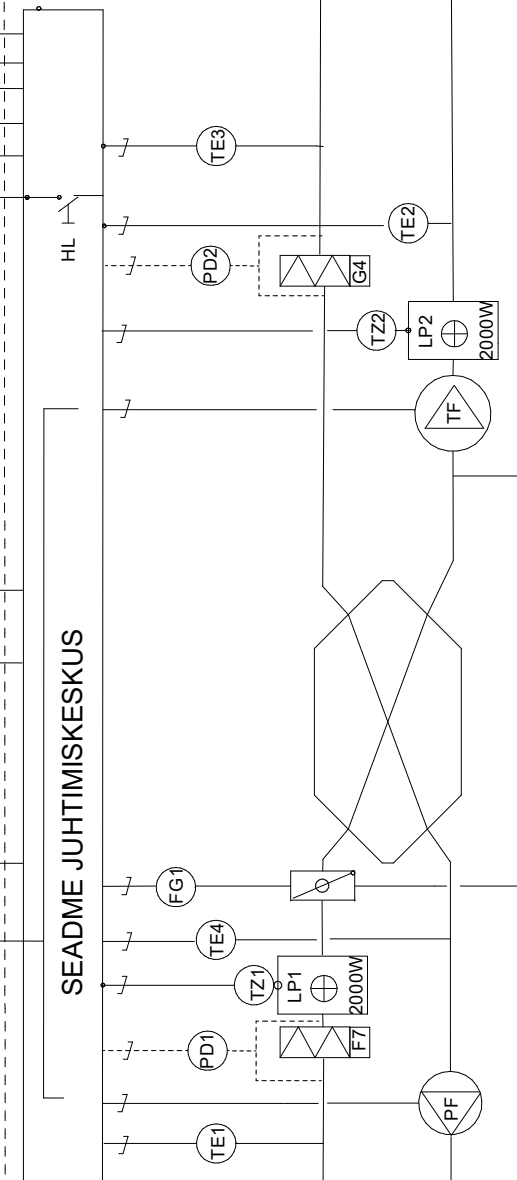 TE3
TE2
HL
PD2
G4
TZ2
LP2
2000W
TF
SEADME JUHTIMISKESKUS
FG1
TE4
TZ1
LP1
2000W
PD1
F7
PF
TE1